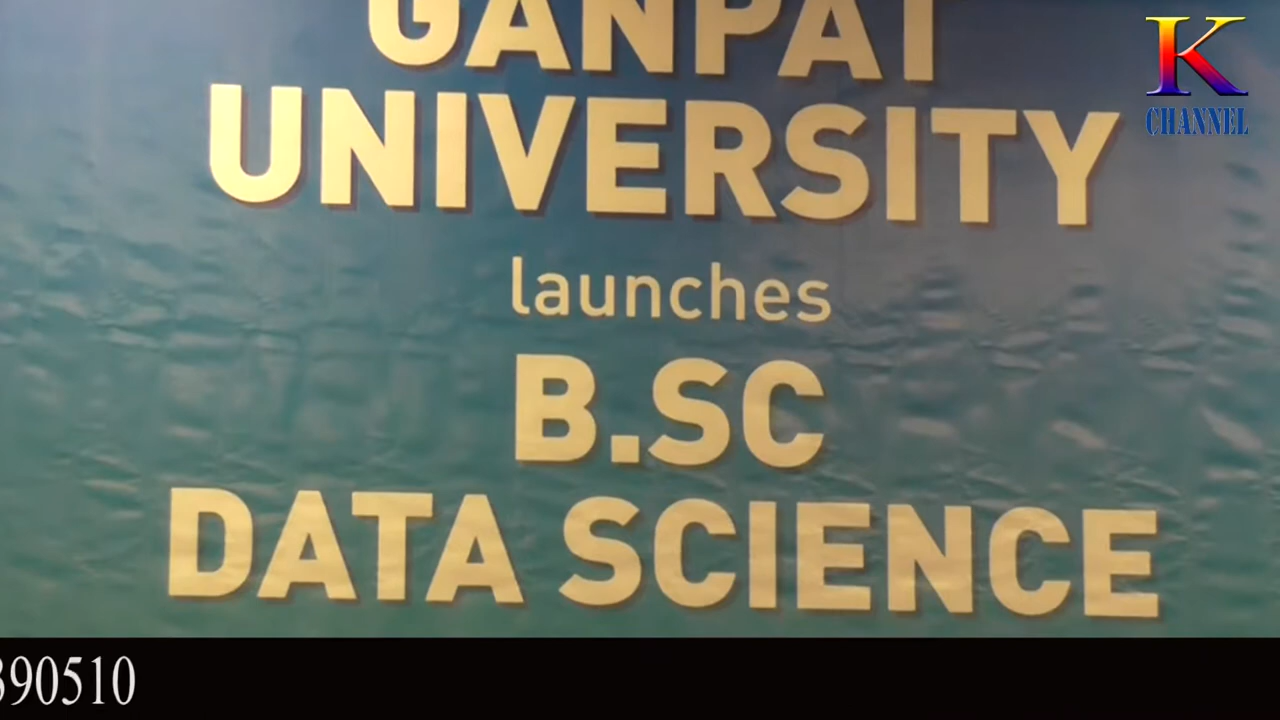 GANPAT
UNIVERSITY
launches
B.SC
DATA SCIENCE
K
CHANNEL
390510